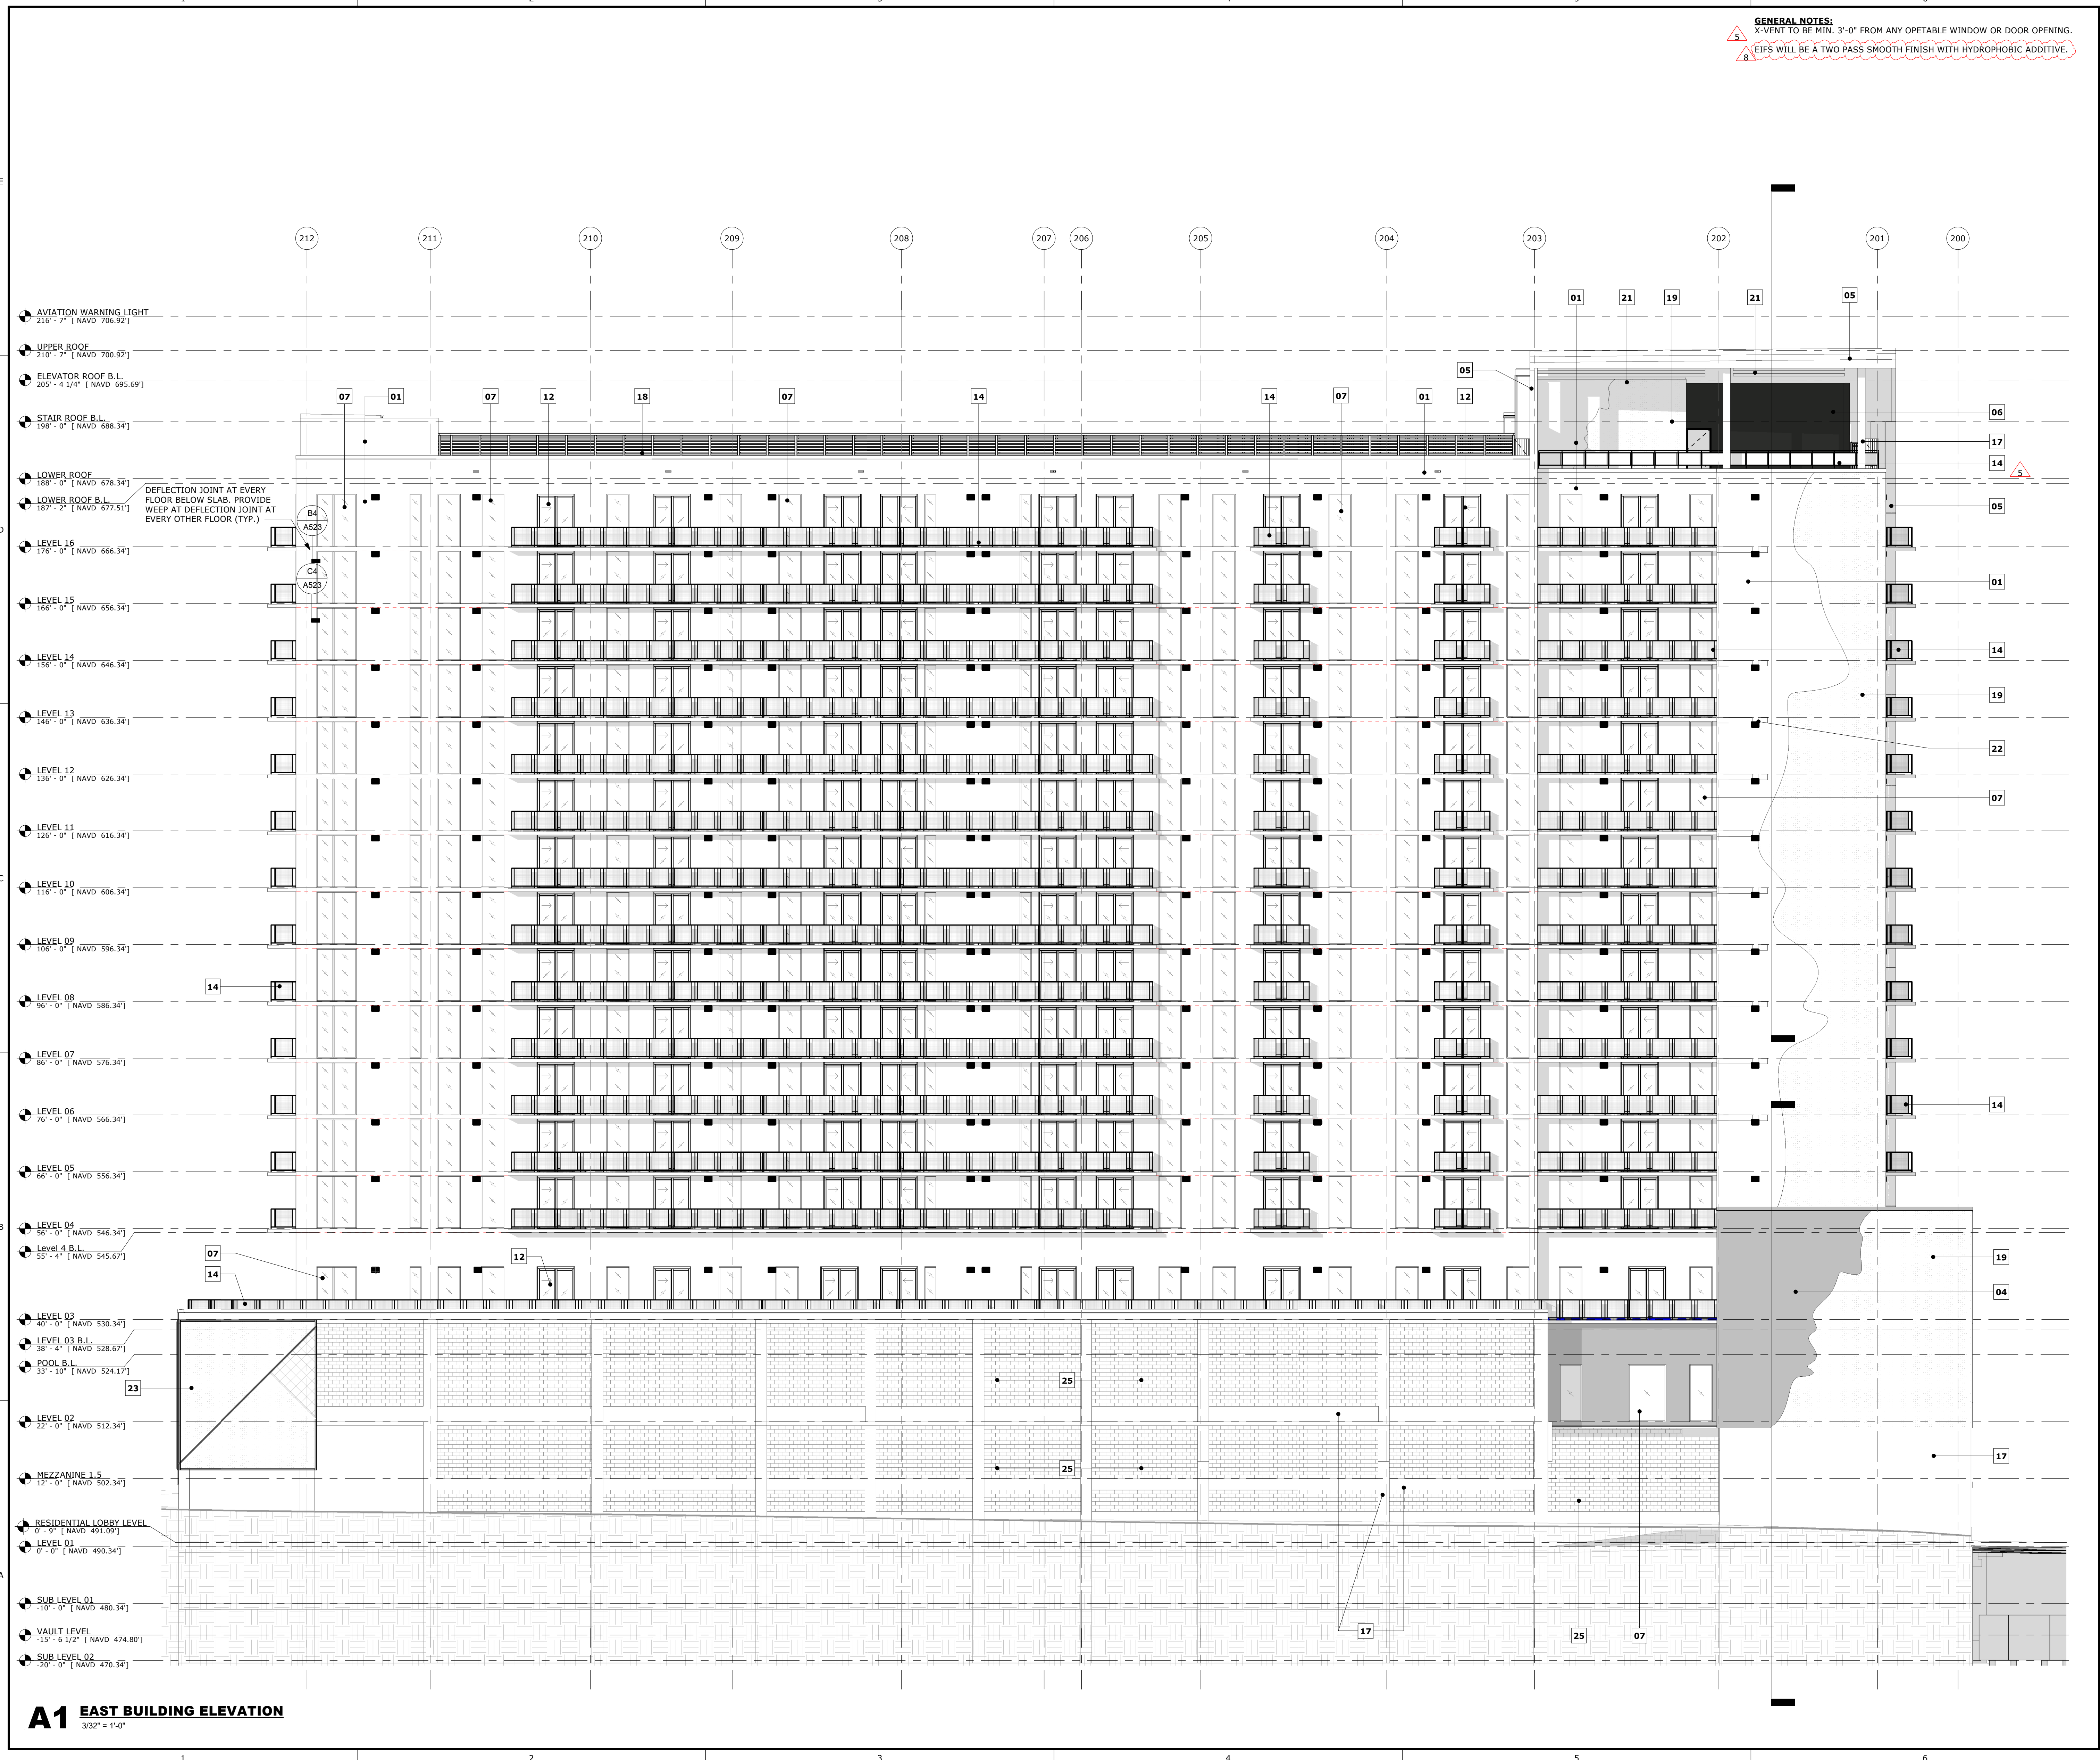 1 2 3 4 5 6
GENERAL NOTES:
5 X-VENT TO BE MIN. 3'-0" FROM ANY OPETABLE WINDOW OR DOOR OPENING.
8 EIFS WILL BE A TWO PASS SMOOTH FINISH WITH HYDROPHOBIC ADDITIVE.
E
212 211 210 209 208 207 206 205 204 203 202 201 200
01 21 19 21 05
AVIATION WARNING LIGHT
216' - 7" [ NAVD 706.92']
UPPER ROOF
210' - 7" [ NAVD 700.92']
05
ELEVATOR ROOF B.L.
205' - 4 1/4" [ NAVD 695.69']
07 01 07 12 18 07 14 14 07 01 12
06
STAIR ROOF B.L.
198' - 0" [ NAVD 688.34']
17
14
5
LOWER ROOF
188' - 0" [ NAVD 678.34']
LOWER ROOF B.L.
187' - 2" [ NAVD 677.51']
DEFLECTION JOINT AT EVERY
FLOOR BELOW SLAB. PROVIDE
WEEP AT DEFLECTION JOINT AT
EVERY OTHER FLOOR (TYP.)
B4
A523
05
D
LEVEL 16
176' - 0" [ NAVD 666.34']
C4
A523
01
LEVEL 15
166' - 0" [ NAVD 656.34']
14
LEVEL 14
156' - 0" [ NAVD 646.34']
19
LEVEL 13
146' - 0" [ NAVD 636.34']
22
LEVEL 12
136' - 0" [ NAVD 626.34']
07
LEVEL 11
126' - 0" [ NAVD 616.34']
C
LEVEL 10
116' - 0" [ NAVD 606.34']
LEVEL 09
106' - 0" [ NAVD 596.34']
14
LEVEL 08
96' - 0" [ NAVD 586.34']
LEVEL 07
86' - 0" [ NAVD 576.34']
14
LEVEL 06
76' - 0" [ NAVD 566.34']
LEVEL 05
66' - 0" [ NAVD 556.34']
B
LEVEL 04
56' - 0" [ NAVD 546.34']
Level 4 B.L.
55' - 4" [ NAVD 545.67']
07 12 19
14
04
LEVEL 03
40' - 0" [ NAVD 530.34']
LEVEL 03 B.L.
38' - 4" [ NAVD 528.67']
POOL B.L.
33' - 10" [ NAVD 524.17']
23 25
LEVEL 02
22' - 0" [ NAVD 512.34']
17
25
MEZZANINE 1.5
12' - 0" [ NAVD 502.34']
RESIDENTIAL LOBBY LEVEL
0' - 9" [ NAVD 491.09']
LEVEL 01
0' - 0" [ NAVD 490.34']
A
SUB LEVEL 01
-10' - 0" [ NAVD 480.34']
17 25 07
VAULT LEVEL
-15' - 6 1/2" [ NAVD 474.80']
SUB LEVEL 02
-20' - 0" [ NAVD 470.34']
A1 EAST BUILDING ELEVATION
3/32" = 1'-0"
1 2 3 4 5 6